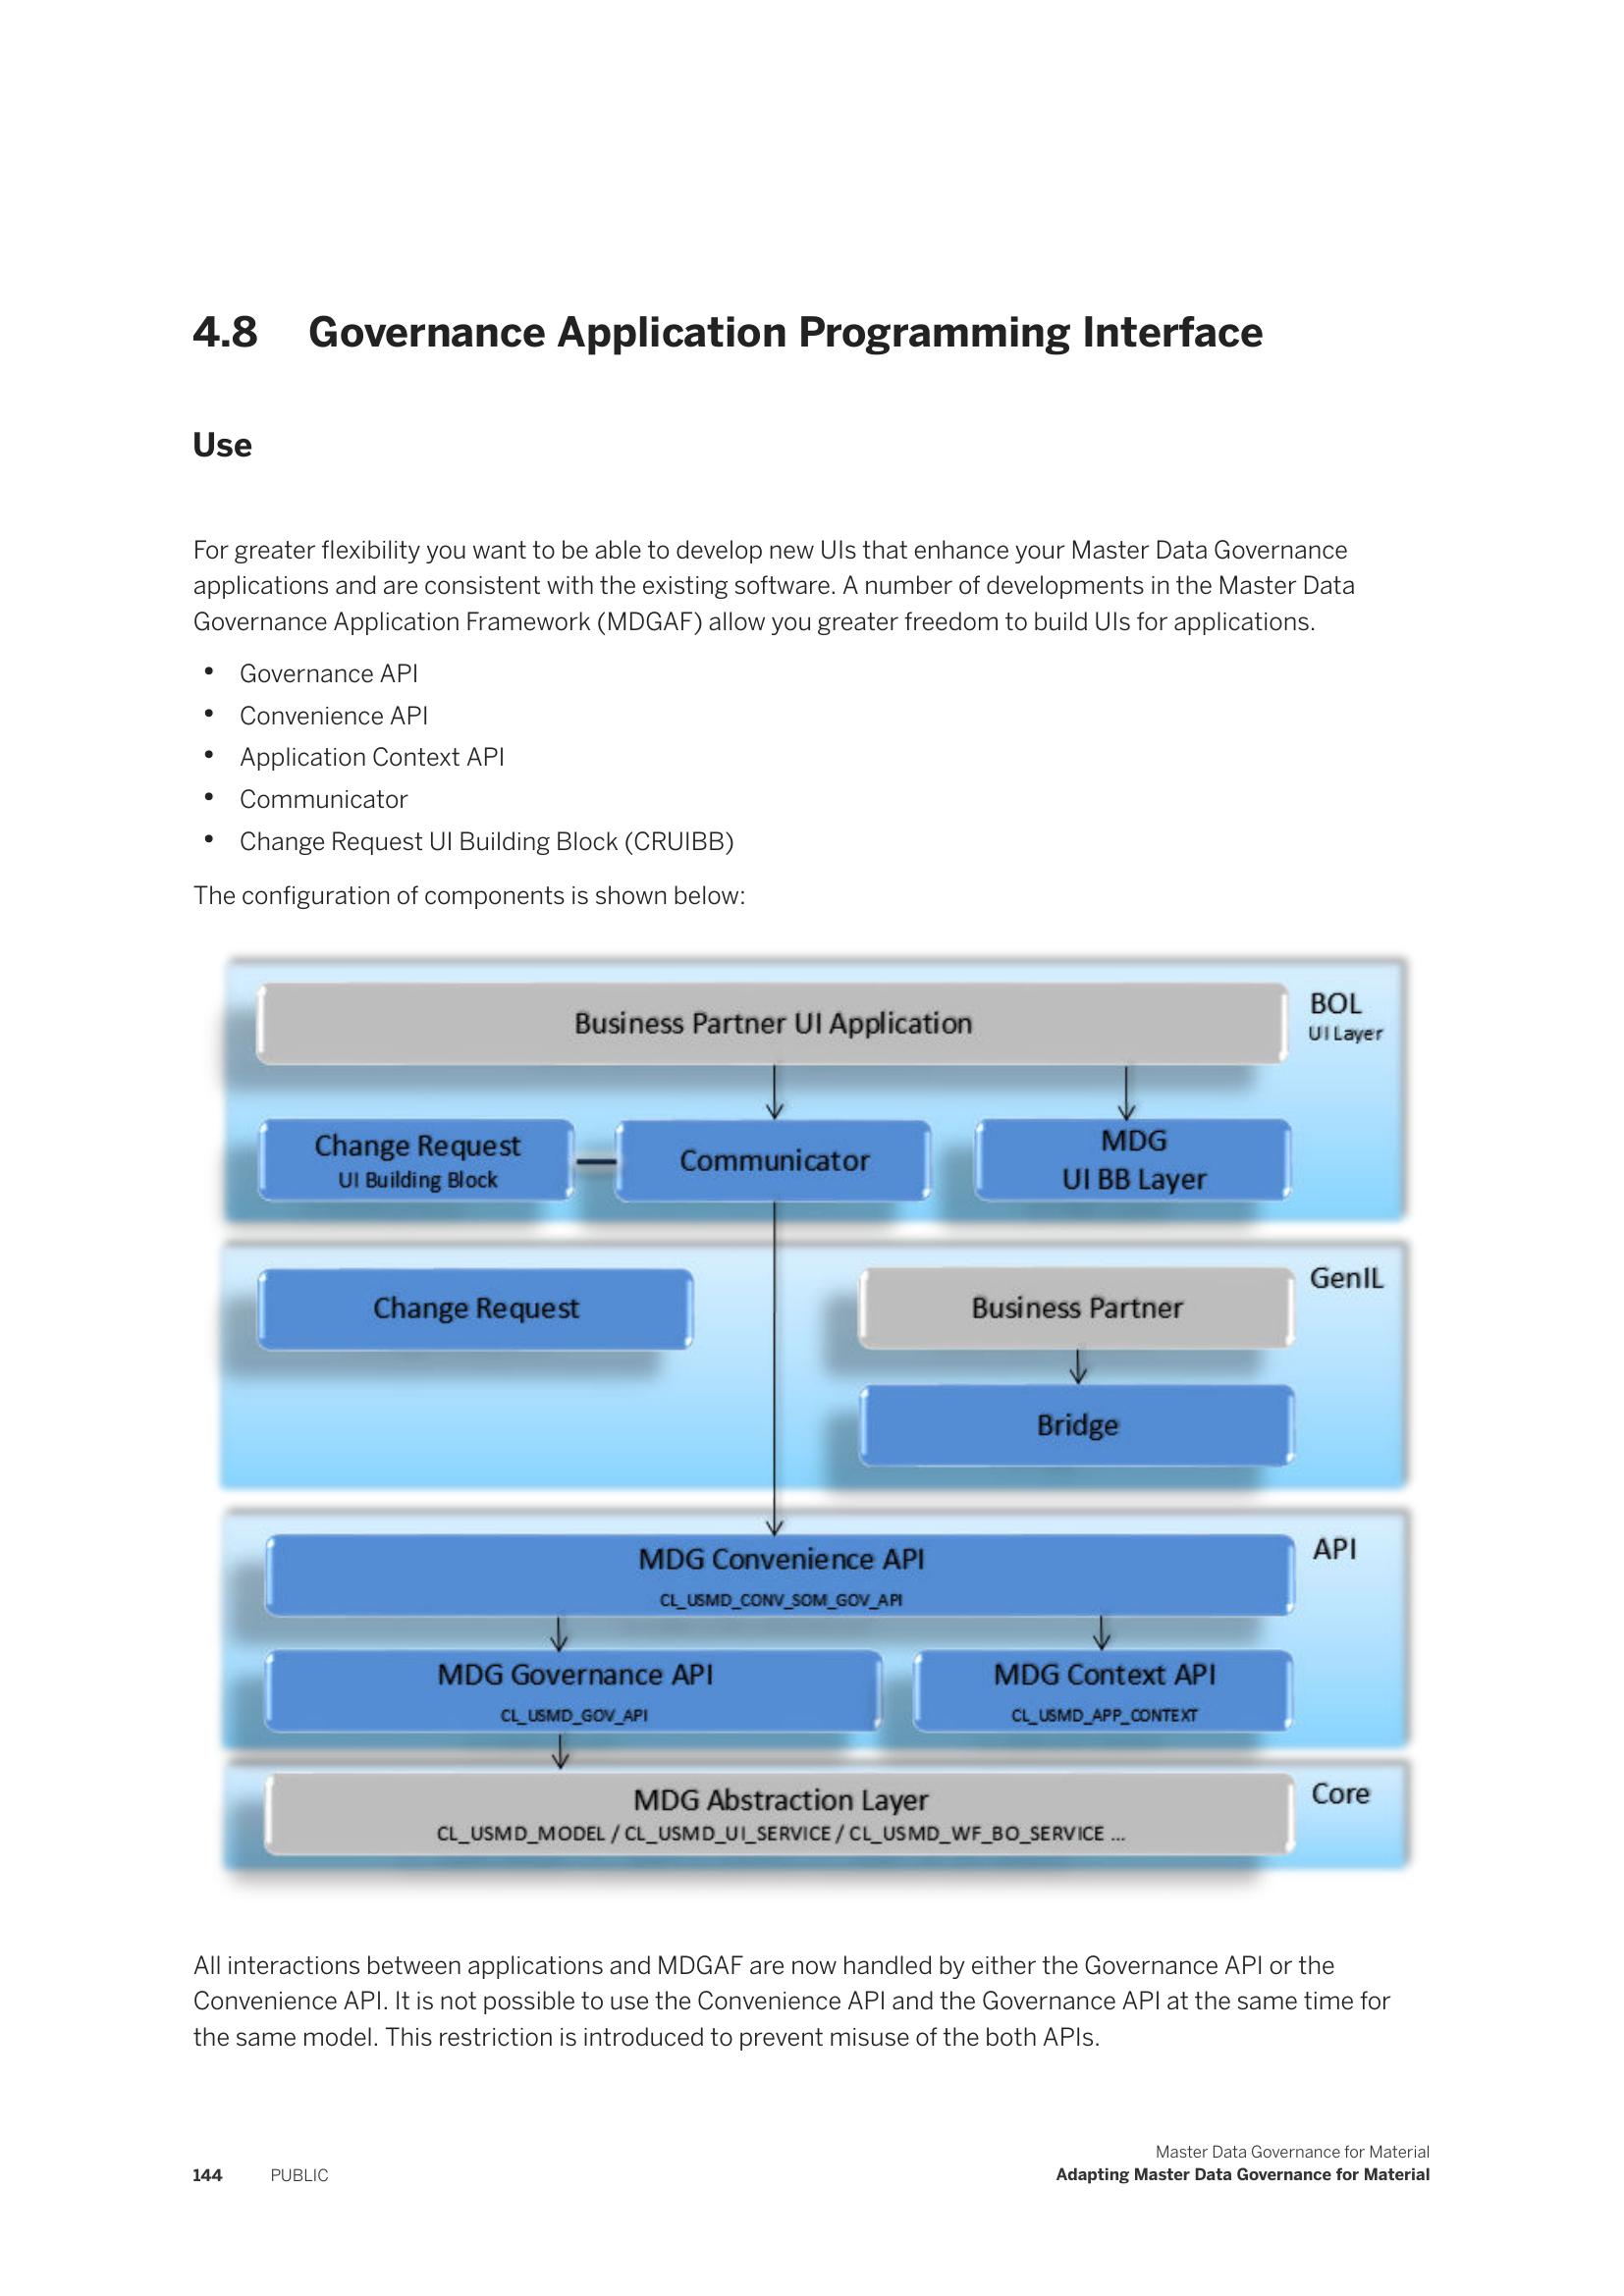 4.8 Governance Application Programming Interface
Use
For greater flexibility you want to be able to develop new UIs that enhance your Master Data Governance
applications and are consistent with the existing software. A number of developments in the Master Data
Governance Application Framework (MDGAF) allow you greater freedom to build UIs for applications.
• Governance API
• Convenience API
• Application Context API
• Communicator
• Change Request UI Building Block (CRUIBB)
The configuration of components is shown below:
Business Partner UI Application
BOL
UI Layer
Change Request
UI Building Block
Communicator
MDG
UI BB Layer
Change Request
Business Partner
GenIL
Bridge
MDG Convenience API
CL_USMD_CONV_SOM_GOV_API
API
MDG Governance API
CL_USMD_GOV_API
MDG Context API
CL_USMD_APP_CONTEXT
MDG Abstraction Layer
CL_USMD_MODEL / CL_USMD_UI_SERVICE / CL_USMD_WF_BO_SERVICE ...
Core
All interactions between applications and MDGAF are now handled by either the Governance API or the
Convenience API. It is not possible to use the Convenience API and the Governance API at the same time for
the same model. This restriction is introduced to prevent misuse of the both APIs.
Master Data Governance for Material
144 PUBLIC Adapting Master Data Governance for Material